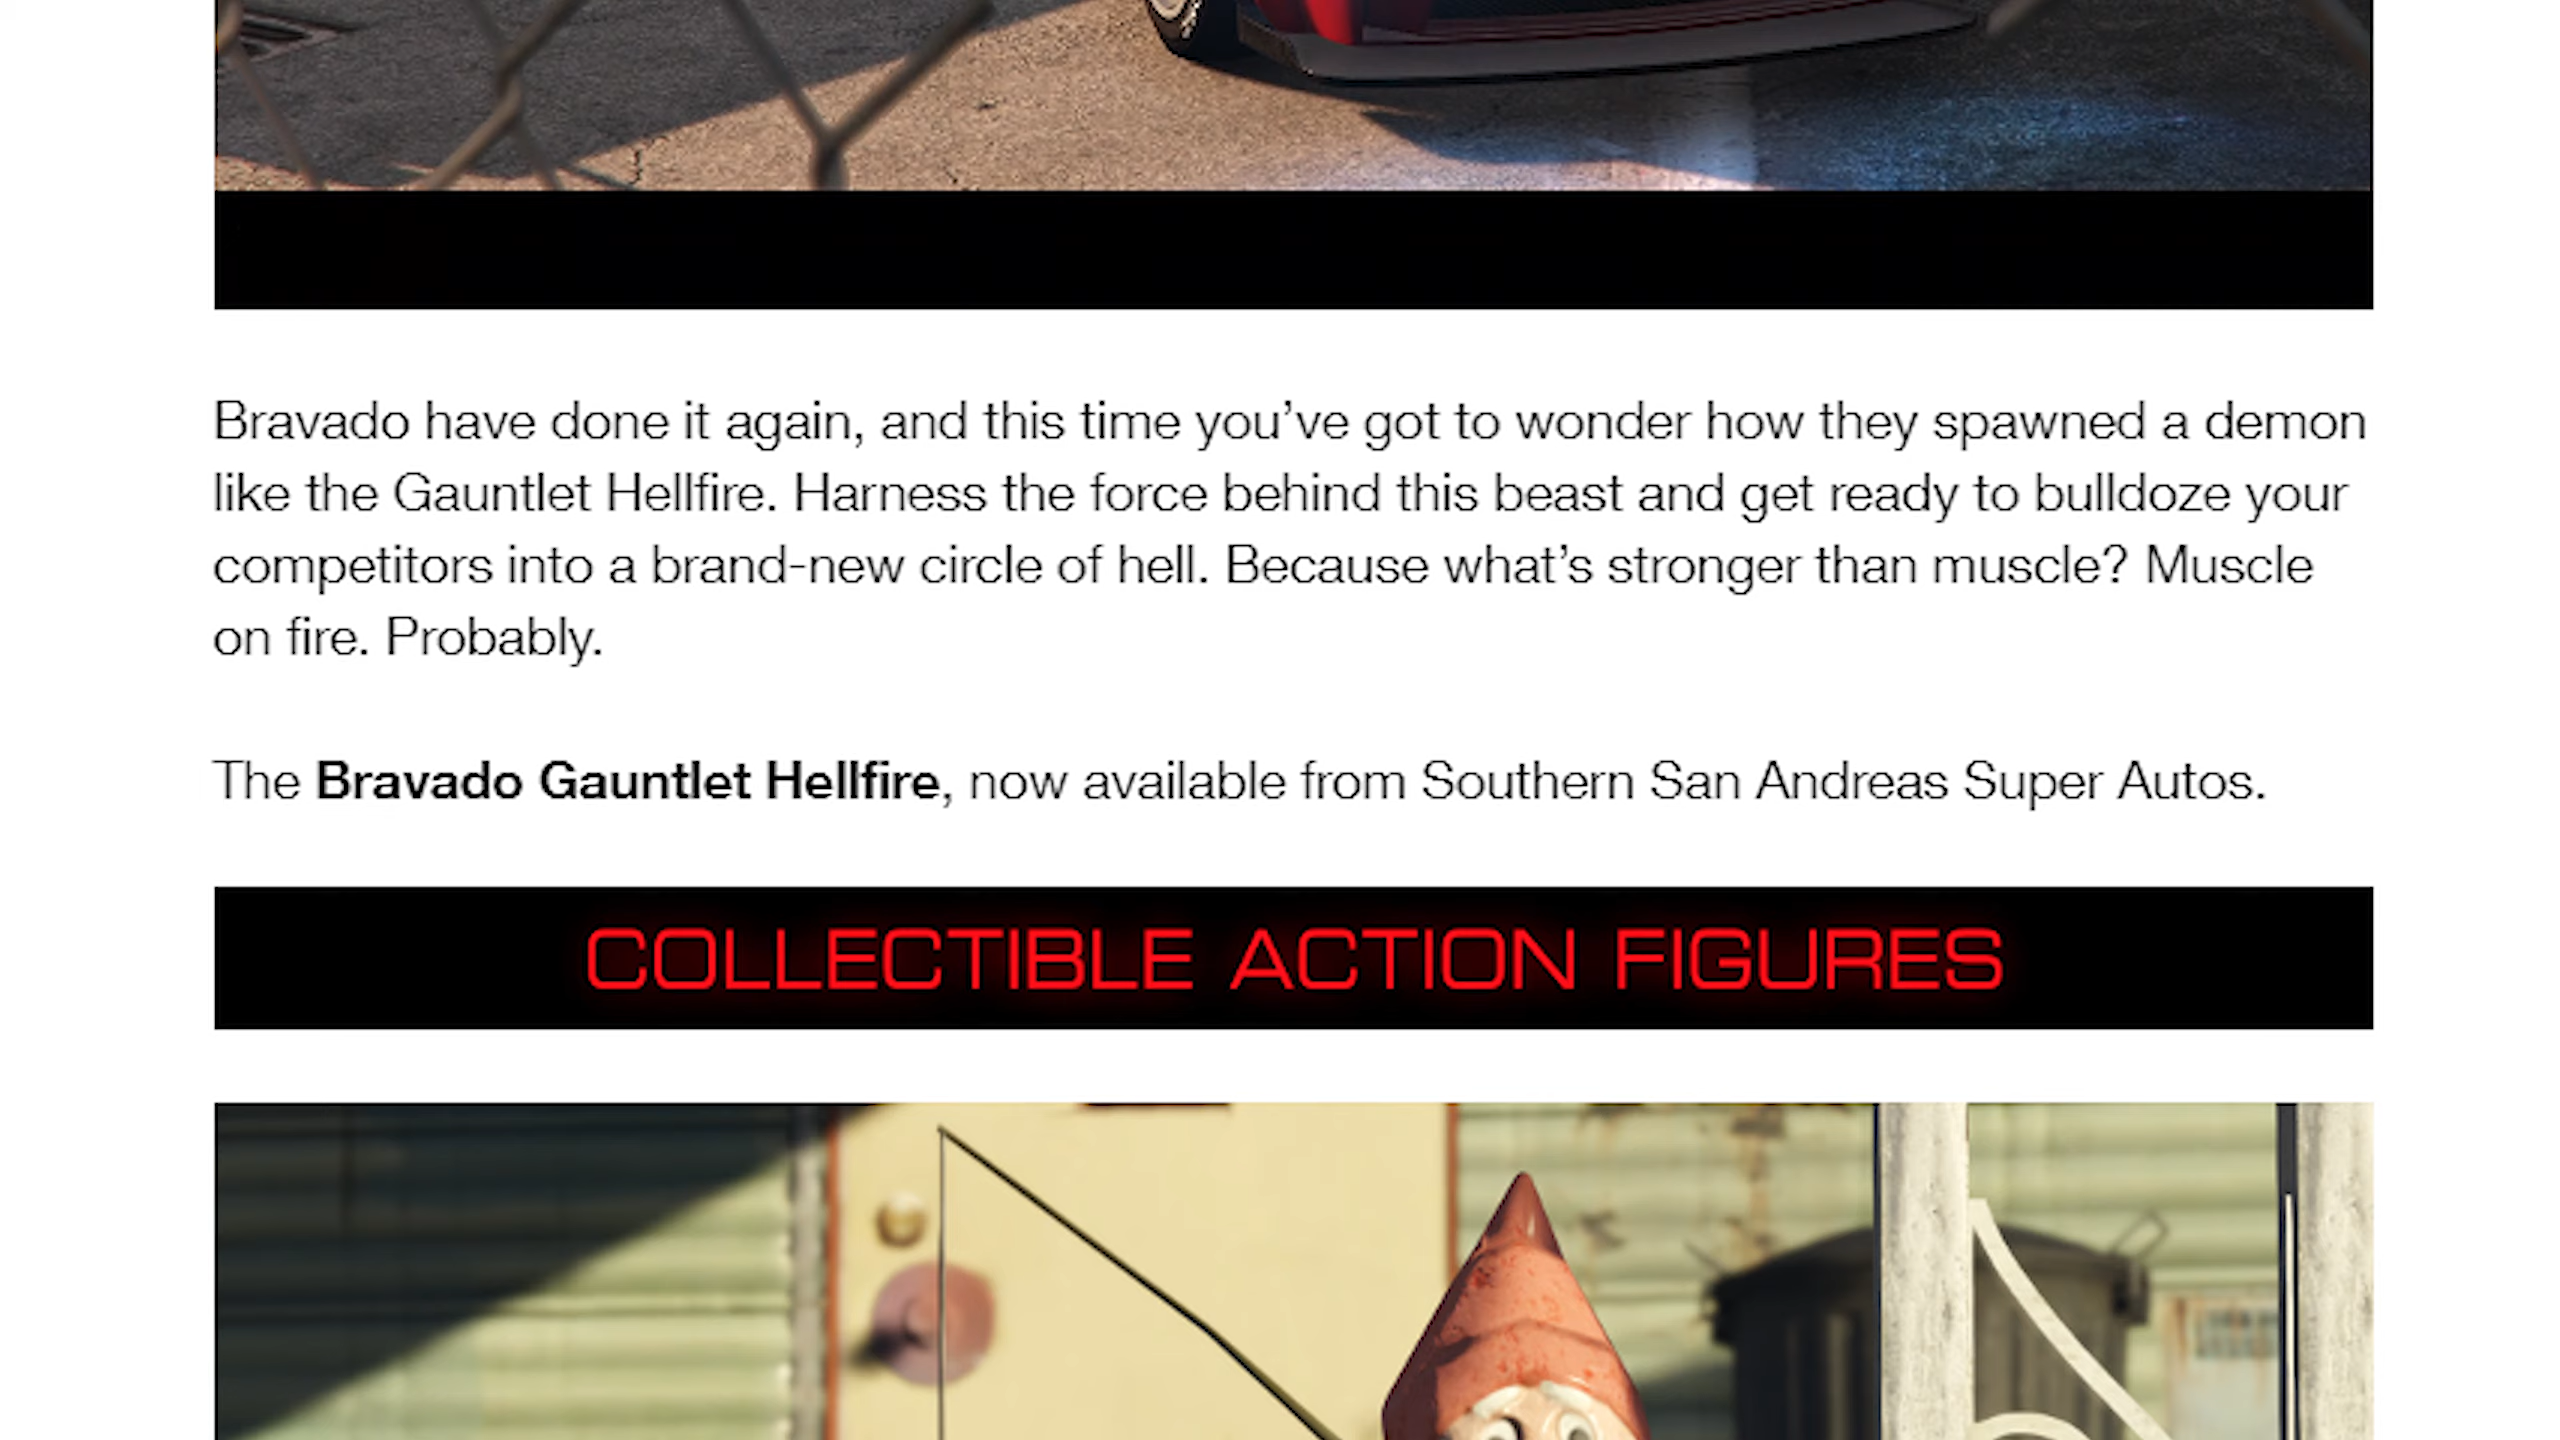 Bravado have done it again, and this time you’ve got to wonder how they spawned a demon
like the Gauntlet Hellfire. Harness the force behind this beast and get ready to bulldoze your
competitors into a brand-new circle of hell. Because what’s stronger than muscle? Muscle
on fire. Probably.
The Bravado Gauntlet Hellfire, now available from Southern San Andreas Super Autos.
COLLECTIBLE ACTION FIGURES